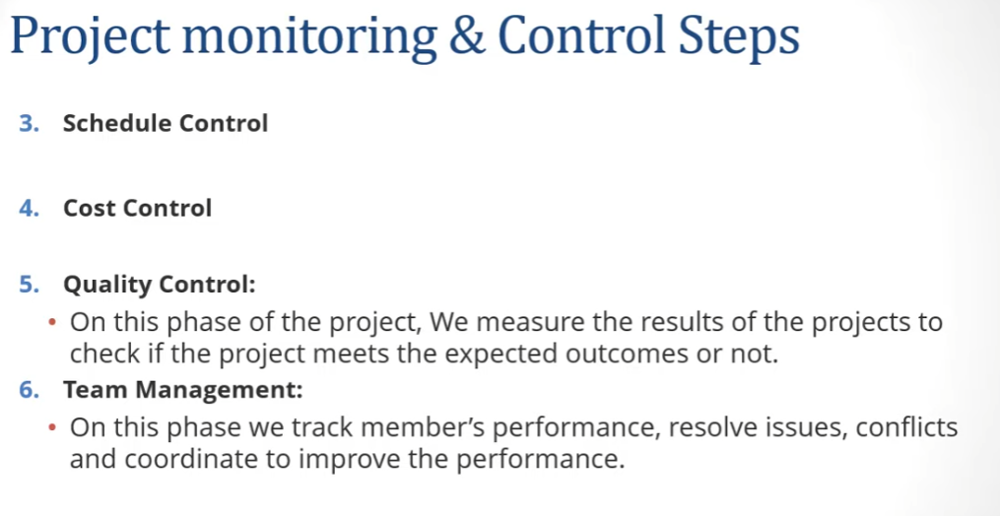 Project monitoring & Control Steps
3. Schedule Control
4. Cost Control
5. Quality Control:
• On this phase of the project, We measure the results of the projects to
check if the project meets the expected outcomes or not.
6. Team Management:
• On this phase we track member’s performance, resolve issues, conflicts
and coordinate to improve the performance.